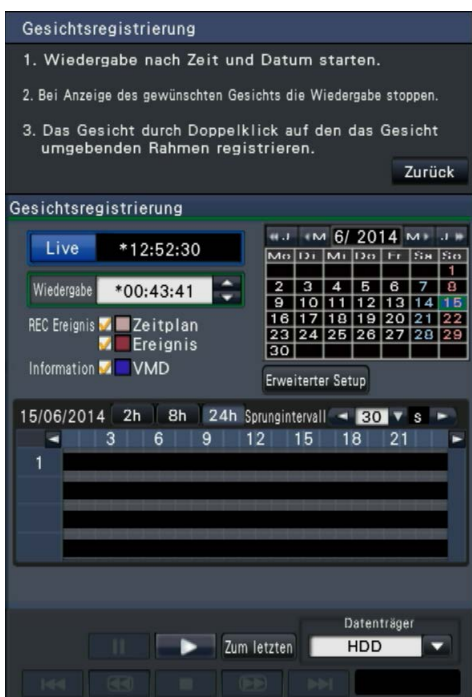 Gesichtsregistrierung
1. Wiedergabe nach Zeit und Datum starten.
2. Bei Anzeige des gewünschten Gesichts die Wiedergabe stoppen.
3. Das Gesicht durch Doppelklick auf den das Gesicht
umgebenden Rahmen registrieren.
Zurück
Gesichtsregistrierung
Live *12:52:30
J M 6/ 2014 M J
Mo Di Mi Do Fr Sa So
1
Wiedergabe *00:43:41
2 3 4 5 6 7 8
9 10 11 12 13 14 15
REC Ereignis Zeitplan
16 17 18 19 20 21 22
Ereignis
23 24 25 26 27 28 29
30
Information VMD
Erweiterter Setup
15/06/2014 2h 8h 24h Sprungintervall 30 s
3 6 9 12 15 18 21
1
Datenträger
Zum letzten HDD